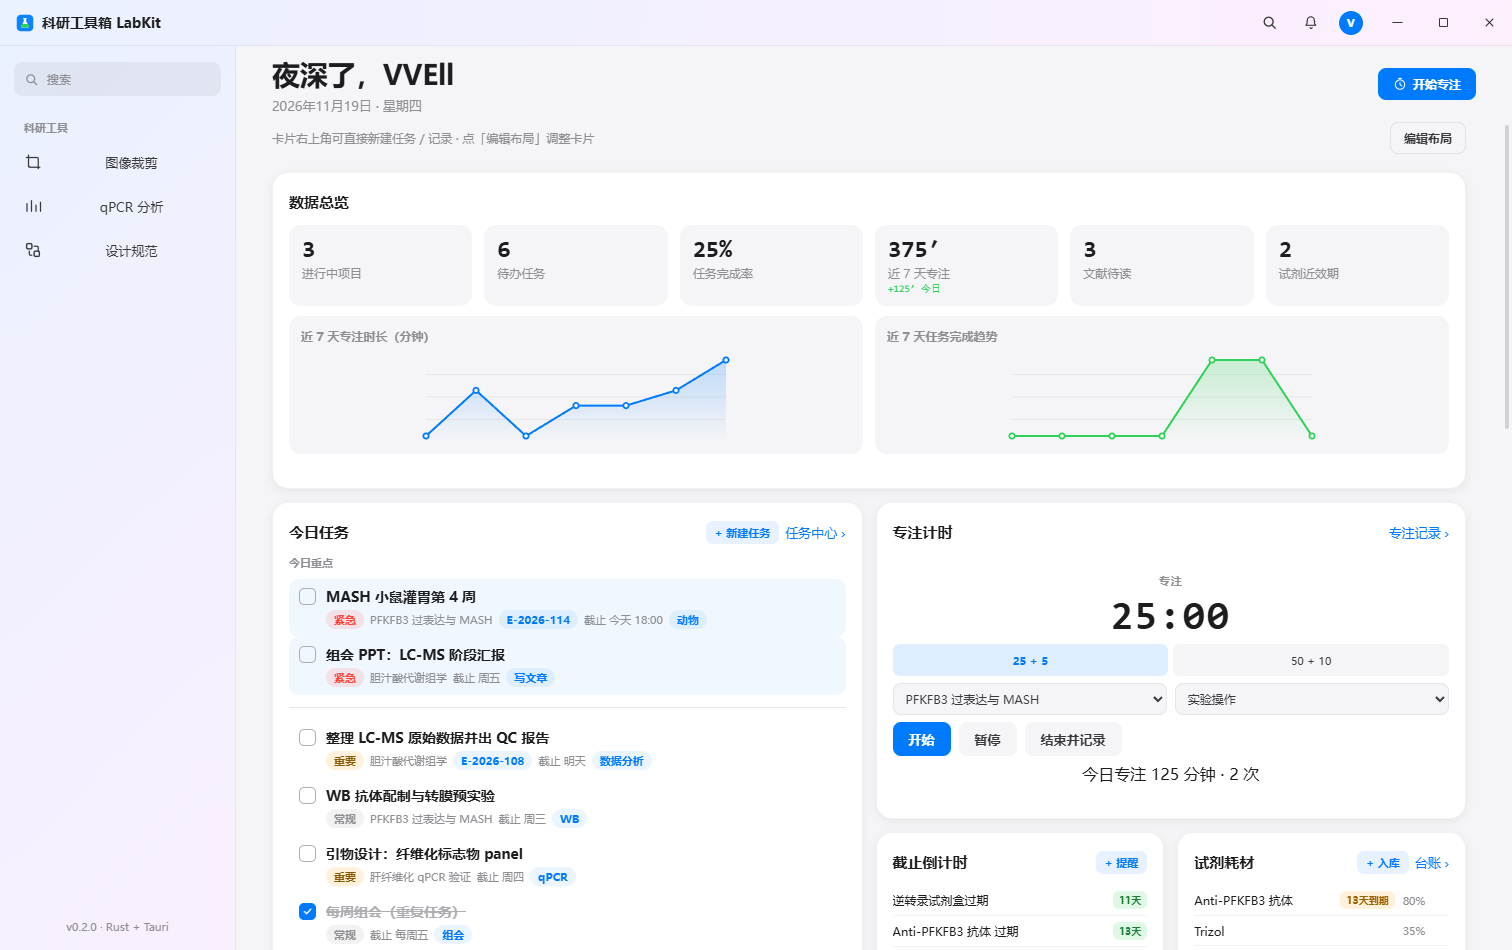 科研工具箱 LabKit
V
搜索
科研工具
图像裁剪
qPCR 分析
设计规范
v0.2.0 · Rust + Tauri
夜深了，VVEll
2026年11月19日 · 星期四
开始专注
卡片右上角可直接新建任务 / 记录 · 点「编辑布局」调整卡片
编辑布局
数据总览
3
进行中项目
6
待办任务
25%
任务完成率
375′
近 7 天专注
+125′ 今日
3
文献待读
2
试剂近效期
近 7 天专注时长（分钟）
近 7 天任务完成趋势
今日任务
+ 新建任务
任务中心 ›
今日重点
MASH 小鼠灌胃第 4 周
紧急 PFKFB3 过表达与 MASH E-2026-114 截止 今天 18:00 动物
组会 PPT：LC-MS 阶段汇报
紧急 胆汁酸代谢组学 截止 周五 写文章
整理 LC-MS 原始数据并出 QC 报告
重要 胆汁酸代谢组学 E-2026-108 截止 明天 数据分析
WB 抗体配制与转膜预实验
常规 PFKFB3 过表达与 MASH 截止 周三 WB
引物设计：纤维化标志物 panel
重要 肝纤维化 qPCR 验证 截止 周四 qPCR
每周组会（重复任务）
常规 截止 每周五 组会
专注计时
专注记录 ›
专注
25:00
25 + 5
50 + 10
PFKFB3 过表达与 MASH
实验操作
开始
暂停
结束并记录
今日专注 125 分钟 · 2 次
截止倒计时
+ 提醒
逆转录试剂盒过期 11天
Anti-PFKFB3 抗体 过期 13天
试剂耗材
+ 入库
台账 ›
Anti-PFKFB3 抗体 13天到期 80%
Trizol 35%